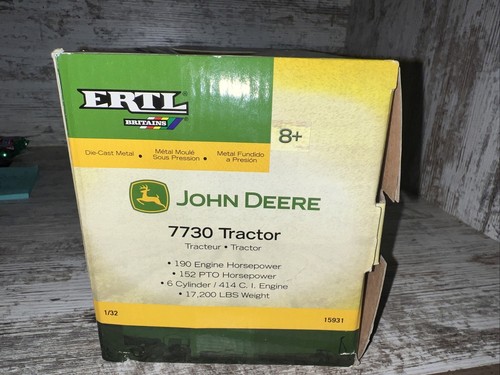 ERTL
BRITAINS
8+
Die-Cast Metal • Métal Moulé Sous Pression • Metal Fundido a Presión
JOHN DEERE
7730 Tractor
Tracteur • Tractor
• 190 Engine Horsepower
• 152 PTO Horsepower
• 6 Cylinder / 414 C. I. Engine
• 17,200 LBS Weight
1/32 15931